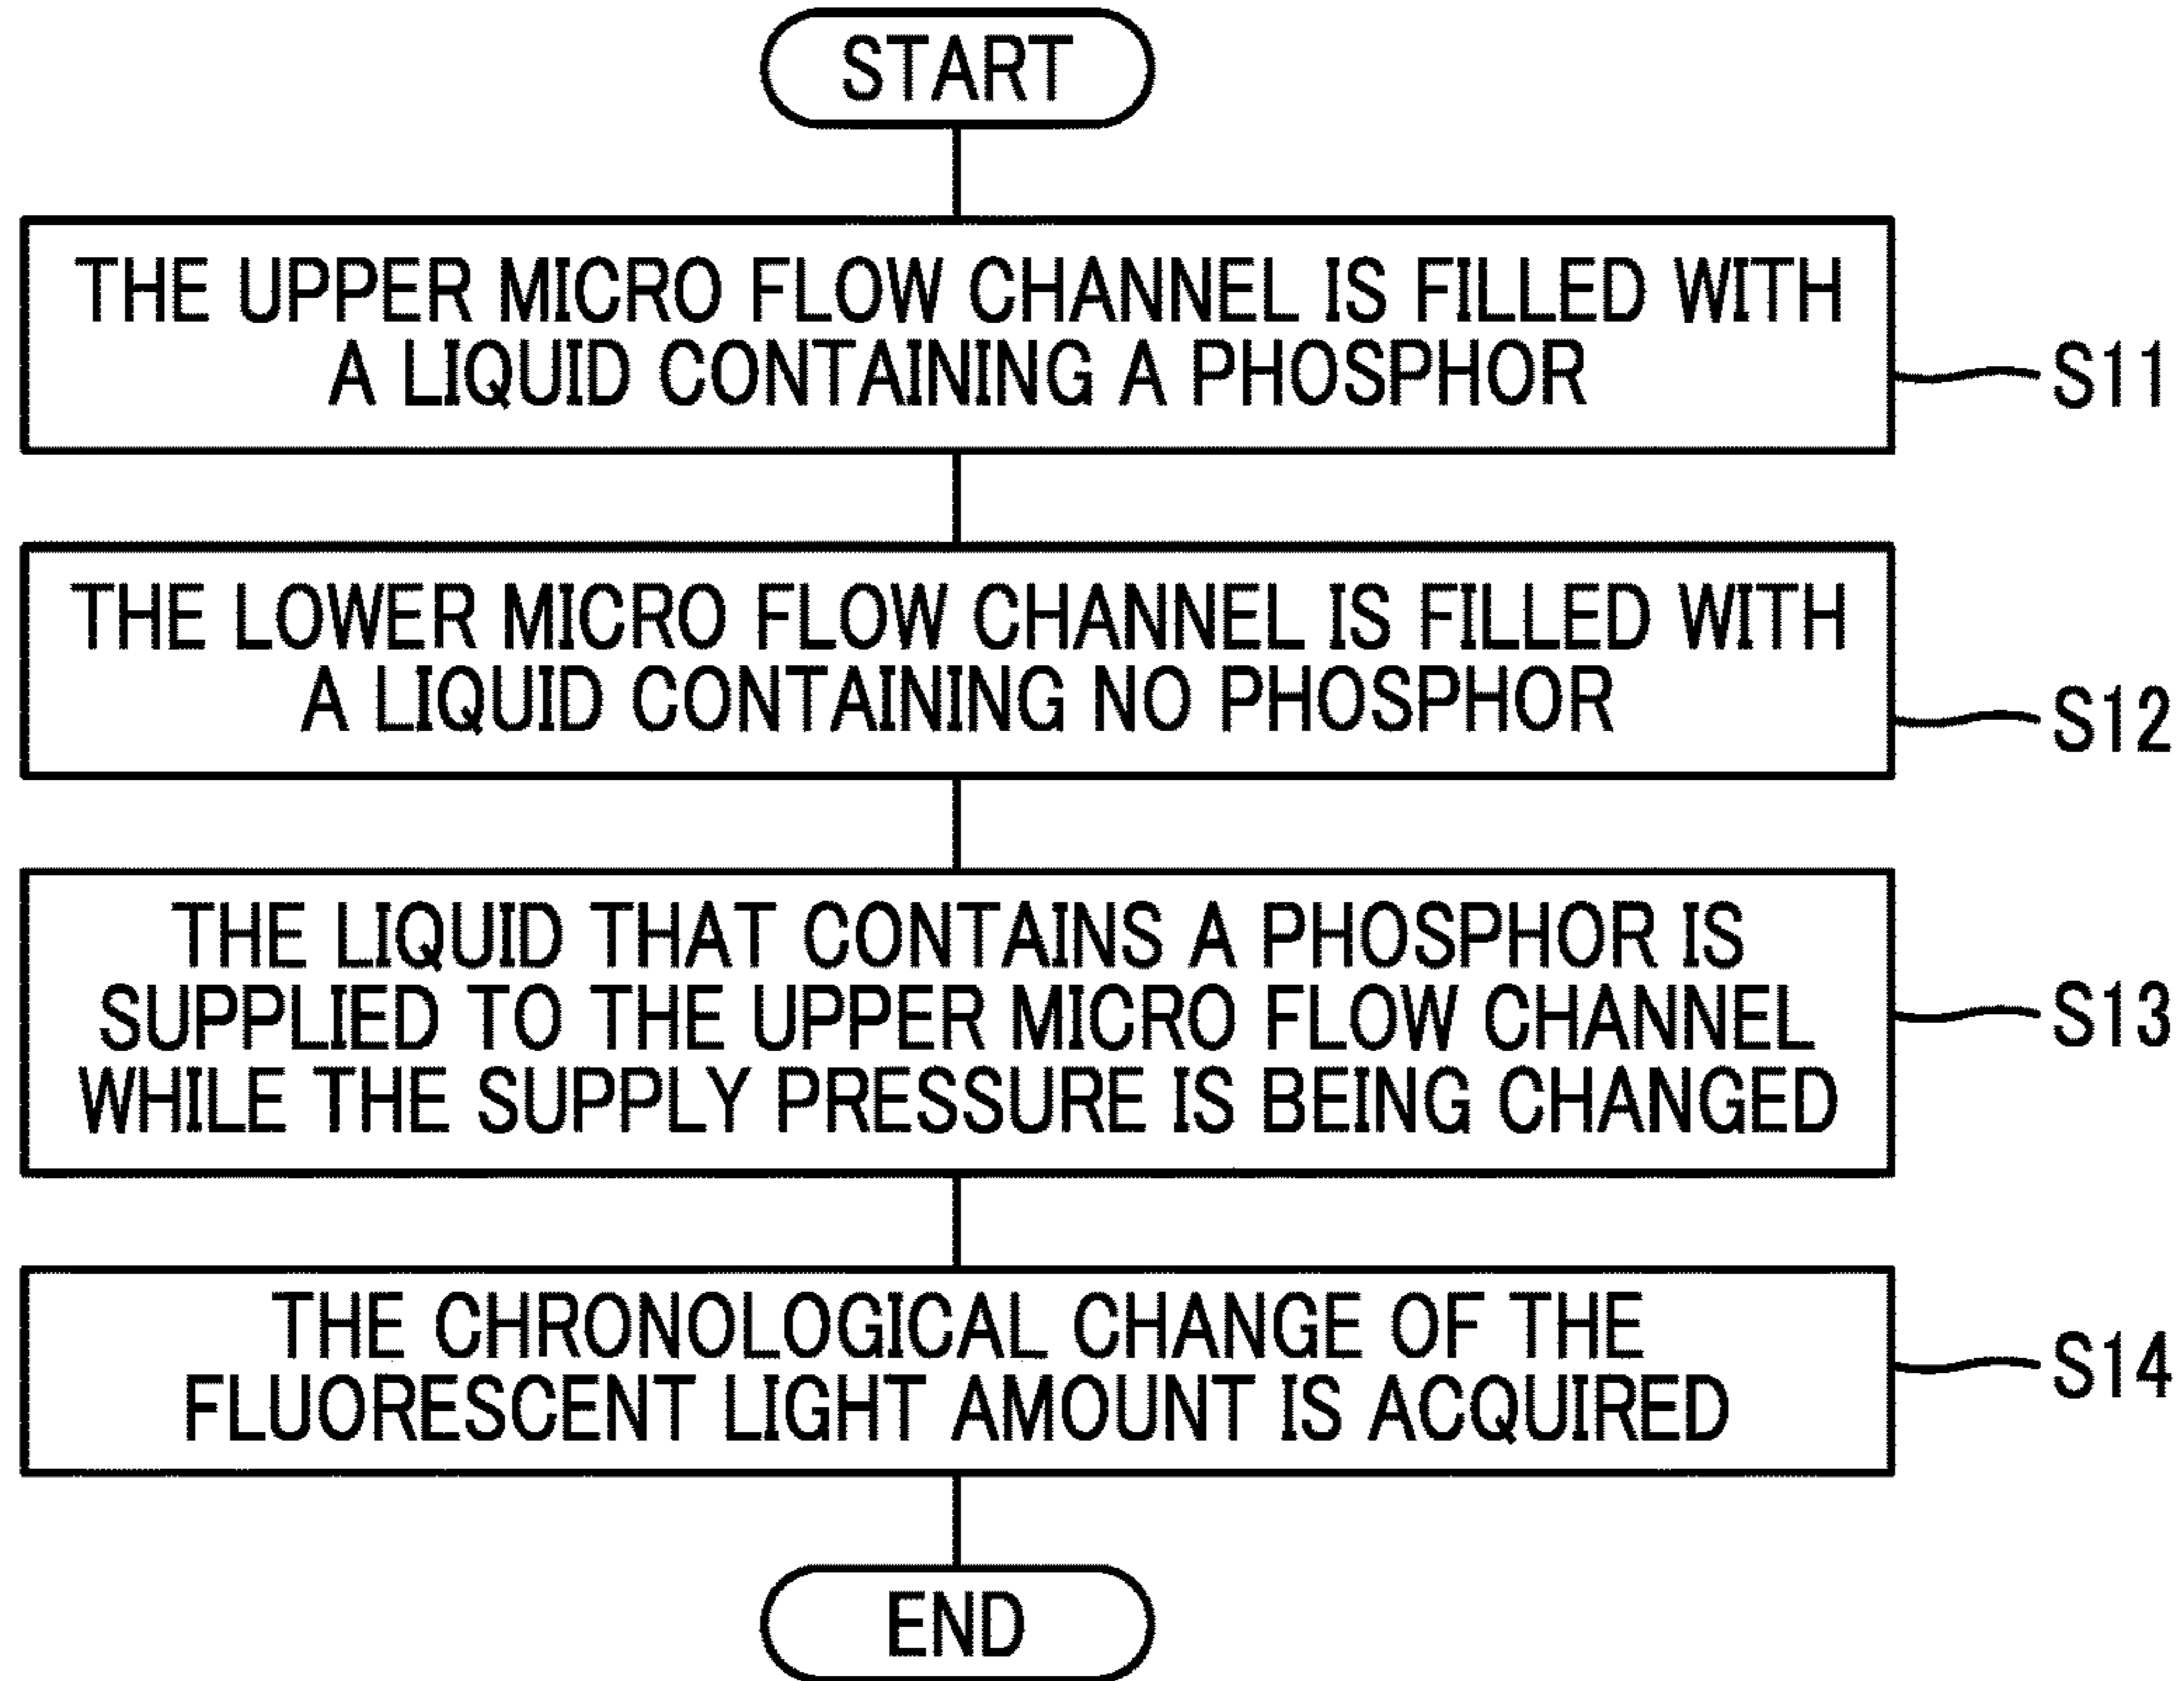 START
THE UPPER MICRO FLOW CHANNEL IS FILLED WITH
A LIQUID CONTAINING A PHOSPHOR
S11
THE LOWER MICRO FLOW CHANNEL IS FILLED WITH
A LIQUID CONTAINING NO PHOSPHOR
S12
THE LIQUID THAT CONTAINS A PHOSPHOR IS
SUPPLIED TO THE UPPER MICRO FLOW CHANNEL
WHILE THE SUPPLY PRESSURE IS BEING CHANGED
S13
THE CHRONOLOGICAL CHANGE OF THE
FLUORESCENT LIGHT AMOUNT IS ACQUIRED
S14
END